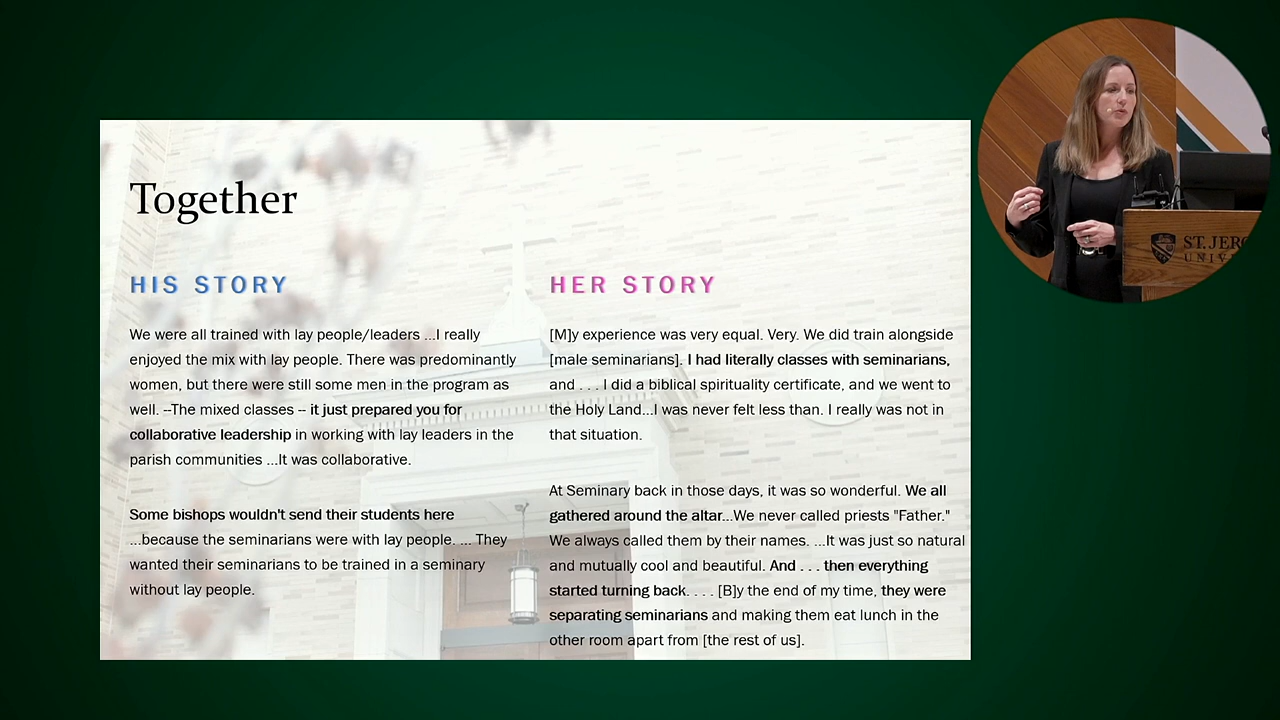 Together
HIS STORY
We were all trained with lay people/leaders ...I really
enjoyed the mix with lay people. There was predominantly
women, but there were still some men in the program as
well. --The mixed classes -- it just prepared you for
collaborative leadership in working with lay leaders in the
parish communities ...It was collaborative.
Some bishops wouldn't send their students here
...because the seminarians were with lay people. ... They
wanted their seminarians to be trained in a seminary
without lay people.
HER STORY
[M]y experience was very equal. Very. We did train alongside
[male seminarians]. I had literally classes with seminarians,
and . . . I did a biblical spirituality certificate, and we went to
the Holy Land...I was never felt less than. I really was not in
that situation.
At Seminary back in those days, it was so wonderful. We all
gathered around the altar...We never called priests "Father."
We always called them by their names. ...It was just so natural
and mutually cool and beautiful. And . . . then everything
started turning back. . . . [B]y the end of my time, they were
separating seminarians and making them eat lunch in the
other room apart from [the rest of us].
ST. JER
UNIV